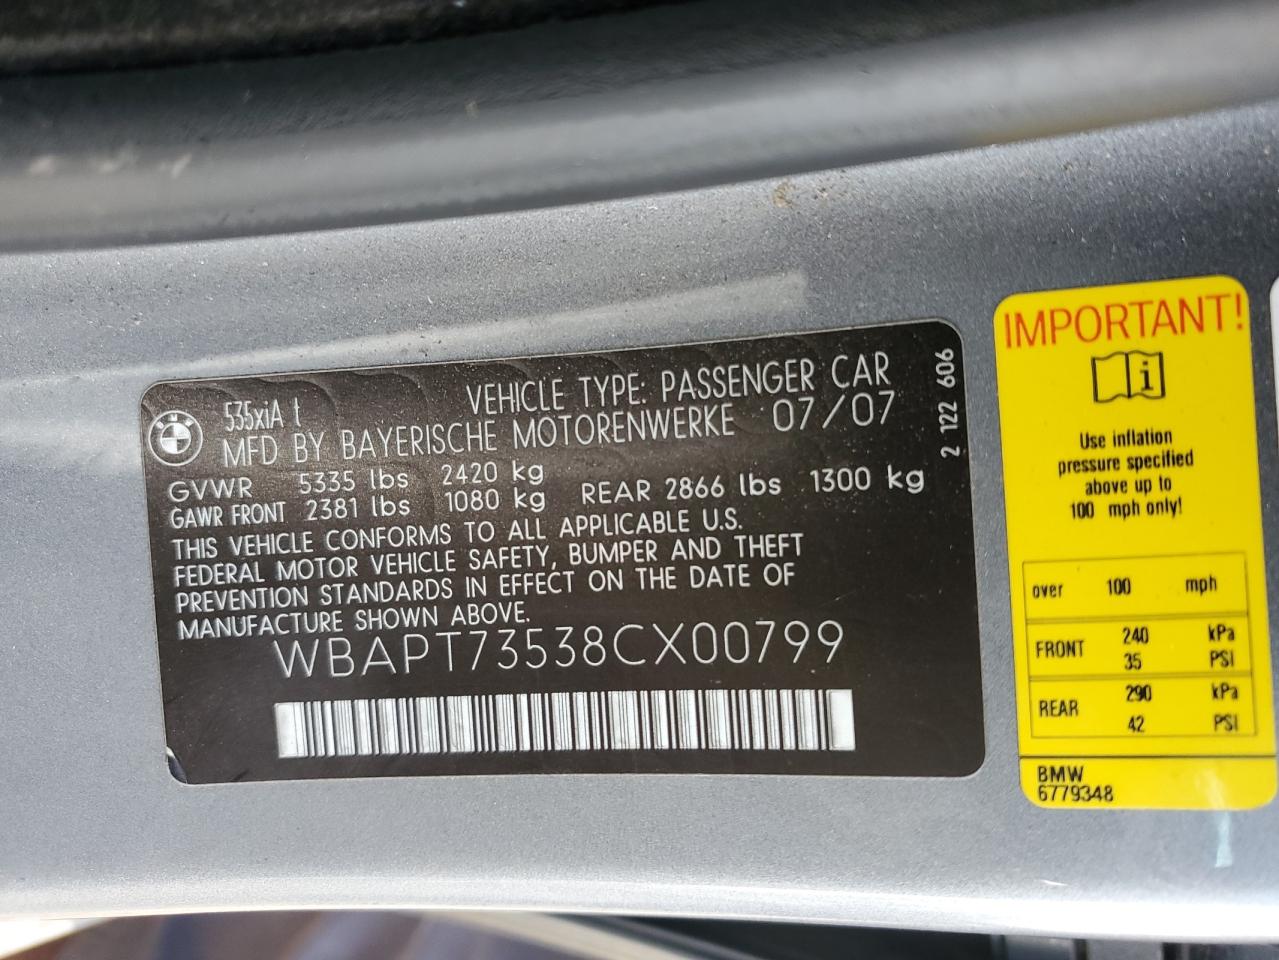 535xiA t
VEHICLE TYPE: PASSENGER CAR
MFD BY BAYERISCHE MOTORENWERKE 07/07
GVWR 5335 lbs 2420 kg
GAWR FRONT 2381 lbs 1080 kg REAR 2866 lbs 1300 kg
THIS VEHICLE CONFORMS TO ALL APPLICABLE U.S.
FEDERAL MOTOR VEHICLE SAFETY, BUMPER AND THEFT
PREVENTION STANDARDS IN EFFECT ON THE DATE OF
MANUFACTURE SHOWN ABOVE.
WBAPT73538CX00799
2 122 606
IMPORTANT!
i
Use inflation
pressure specified
above up to
100 mph only!
over 100 mph
FRONT 240 kPa
35 PSI
REAR 290 kPa
42 PSI
BMW
6779348